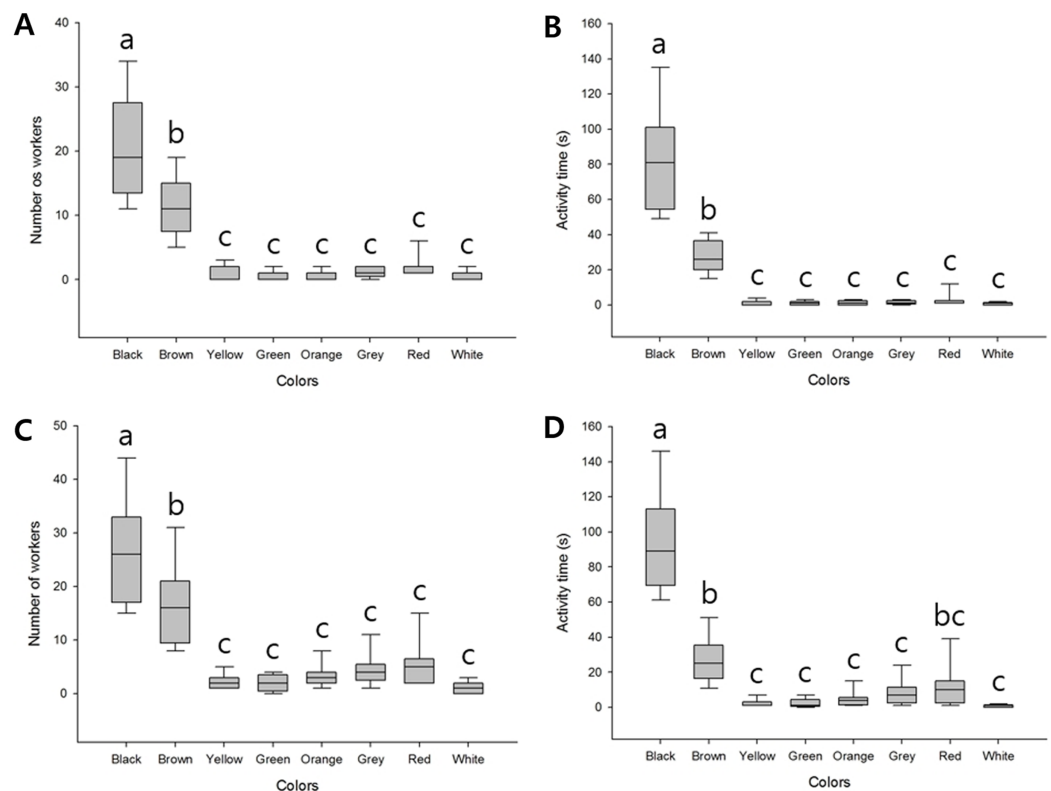 A
Number os workers
40
30
20
10
0
a
b
c
c
c
c
c
c
Black Brown Yellow Green Orange Grey Red White
Colors
B
Activity time (s)
160
140
120
100
80
60
40
20
0
a
b
c
c
c
c
c
c
Black Brown Yellow Green Orange Grey Red White
Colors
C
Number of workers
50
40
30
20
10
0
a
b
c
c
c
c
c
c
Black Brown Yellow Green Orange Grey Red White
Colors
D
Activity time (s)
160
140
120
100
80
60
40
20
0
a
b
c
c
c
c
bc
c
Black Brown Yellow Green Orange Grey Red White
Colors